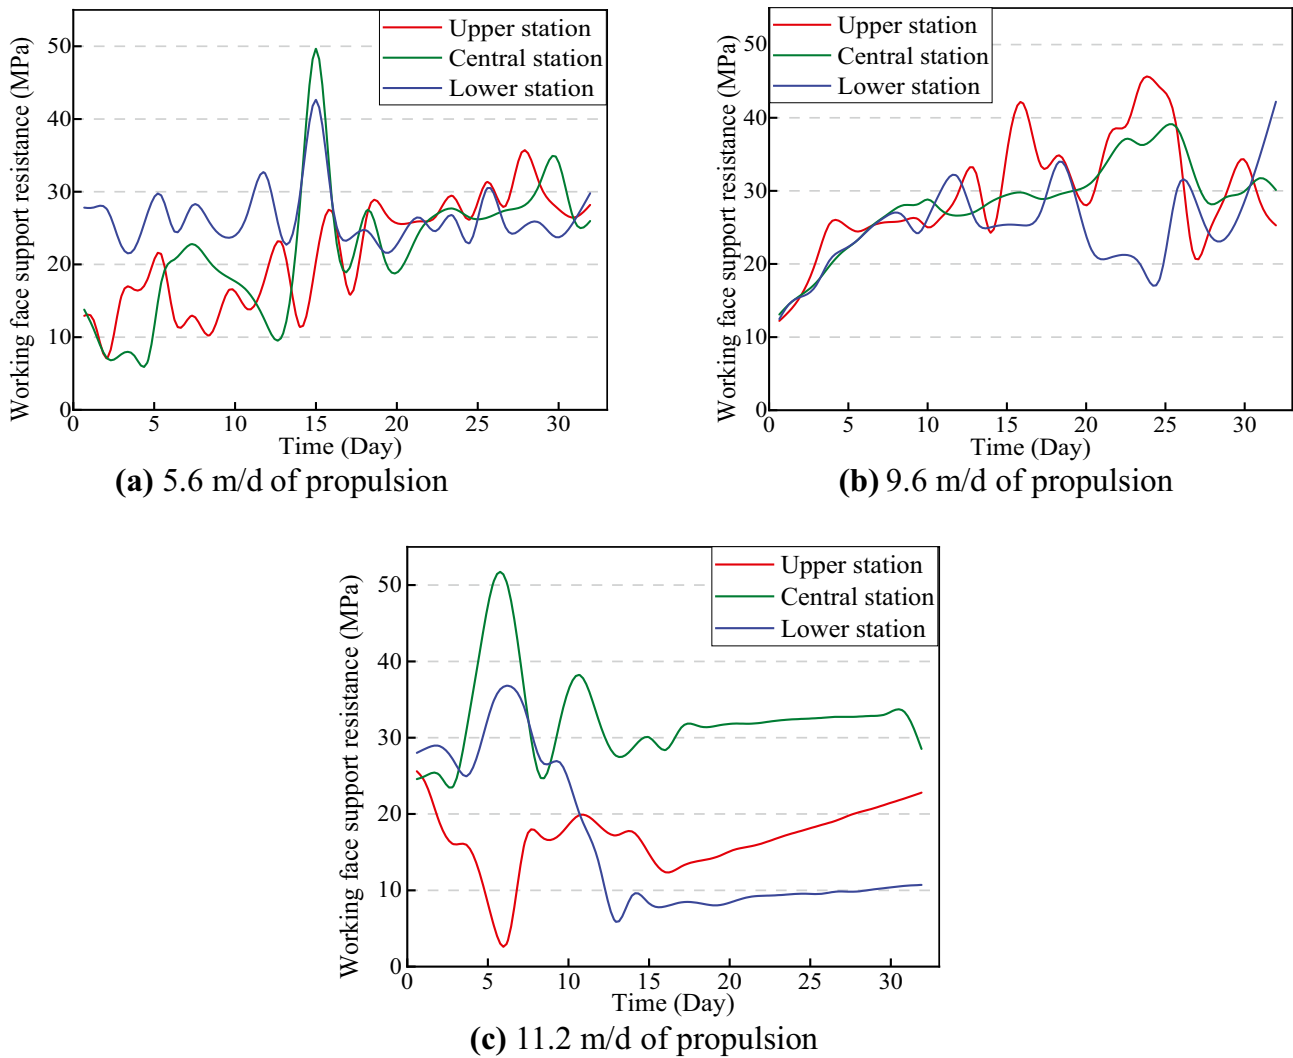 Working face support resistance (MPa)
50
40
30
20
10
0
Upper station
Central station
Lower station
0 5 10 15 20 25 30
Time (Day)
(a) 5.6 m/d of propulsion
Working face support resistance (MPa)
50
40
30
20
10
0
Upper station
Central station
Lower station
0 5 10 15 20 25 30
Time (Day)
(b) 9.6 m/d of propulsion
Working face support resistance (MPa)
50
40
30
20
10
0
Upper station
Central station
Lower station
0 5 10 15 20 25 30
Time (Day)
(c) 11.2 m/d of propulsion